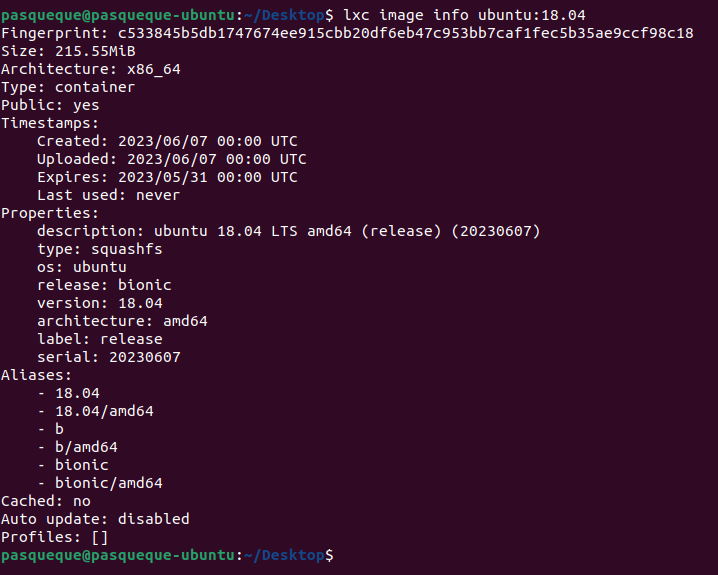 pasqueque@pasqueque-ubuntu:~/Desktop$ lxc image info ubuntu:18.04
Fingerprint: c533845b5db1747674ee915cbb20df6eb47c953bb7caf1fec5b35ae9ccf98c18
Size: 215.55MiB
Architecture: x86_64
Type: container
Public: yes
Timestamps:
    Created: 2023/06/07 00:00 UTC
    Uploaded: 2023/06/07 00:00 UTC
    Expires: 2023/05/31 00:00 UTC
    Last used: never
Properties:
    description: ubuntu 18.04 LTS amd64 (release) (20230607)
    type: squashfs
    os: ubuntu
    release: bionic
    version: 18.04
    architecture: amd64
    label: release
    serial: 20230607
Aliases:
    - 18.04
    - 18.04/amd64
    - b
    - b/amd64
    - bionic
    - bionic/amd64
Cached: no
Auto update: disabled
Profiles: []
pasqueque@pasqueque-ubuntu:~/Desktop$